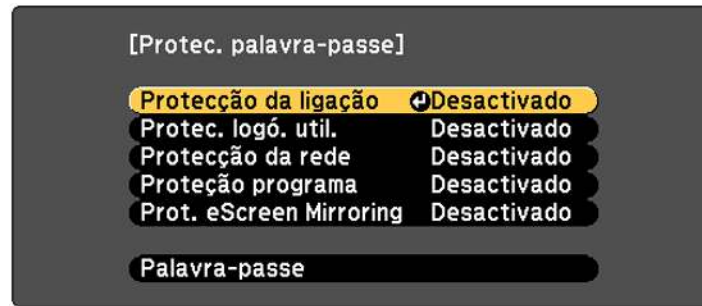 [Protec. palavra-passe]
Protecção da ligação Desactivado
Protec. logó. util. Desactivado
Protecção da rede Desactivado
Proteção programa Desactivado
Prot. eScreen Mirroring Desactivado
Palavra-passe